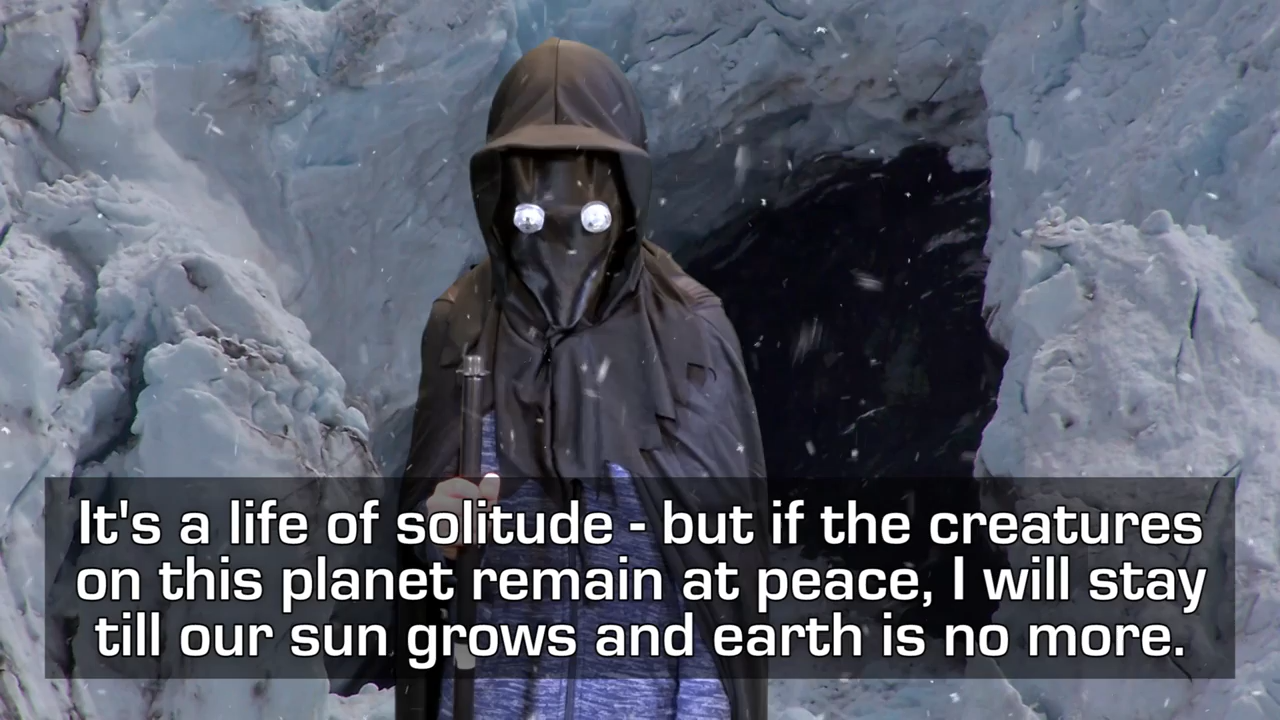 It's a life of solitude - but if the creatures
on this planet remain at peace, I will stay
till our sun grows and earth is no more.